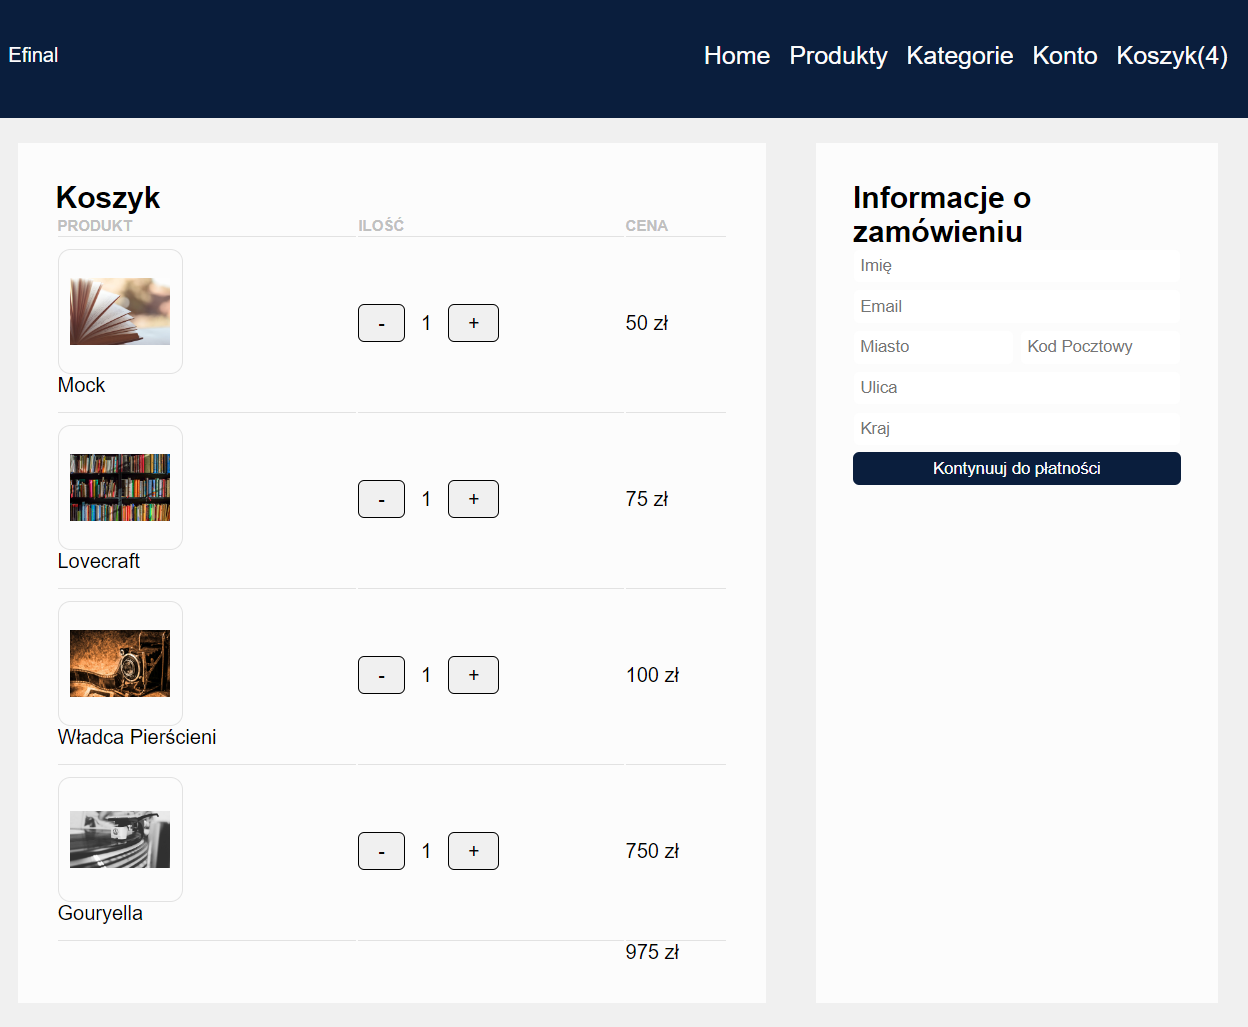 Efinal
Home Produkty Kategorie Konto Koszyk(4)
Koszyk
PRODUKT ILOŚĆ CENA
- 1 + 50 zł
Mock
- 1 + 75 zł
Lovecraft
- 1 + 100 zł
Władca Pierścieni
- 1 + 750 zł
Gouryella
975 zł
Informacje o
zamówieniu
Imię
Email
Miasto Kod Pocztowy
Ulica
Kraj
Kontynuuj do płatności